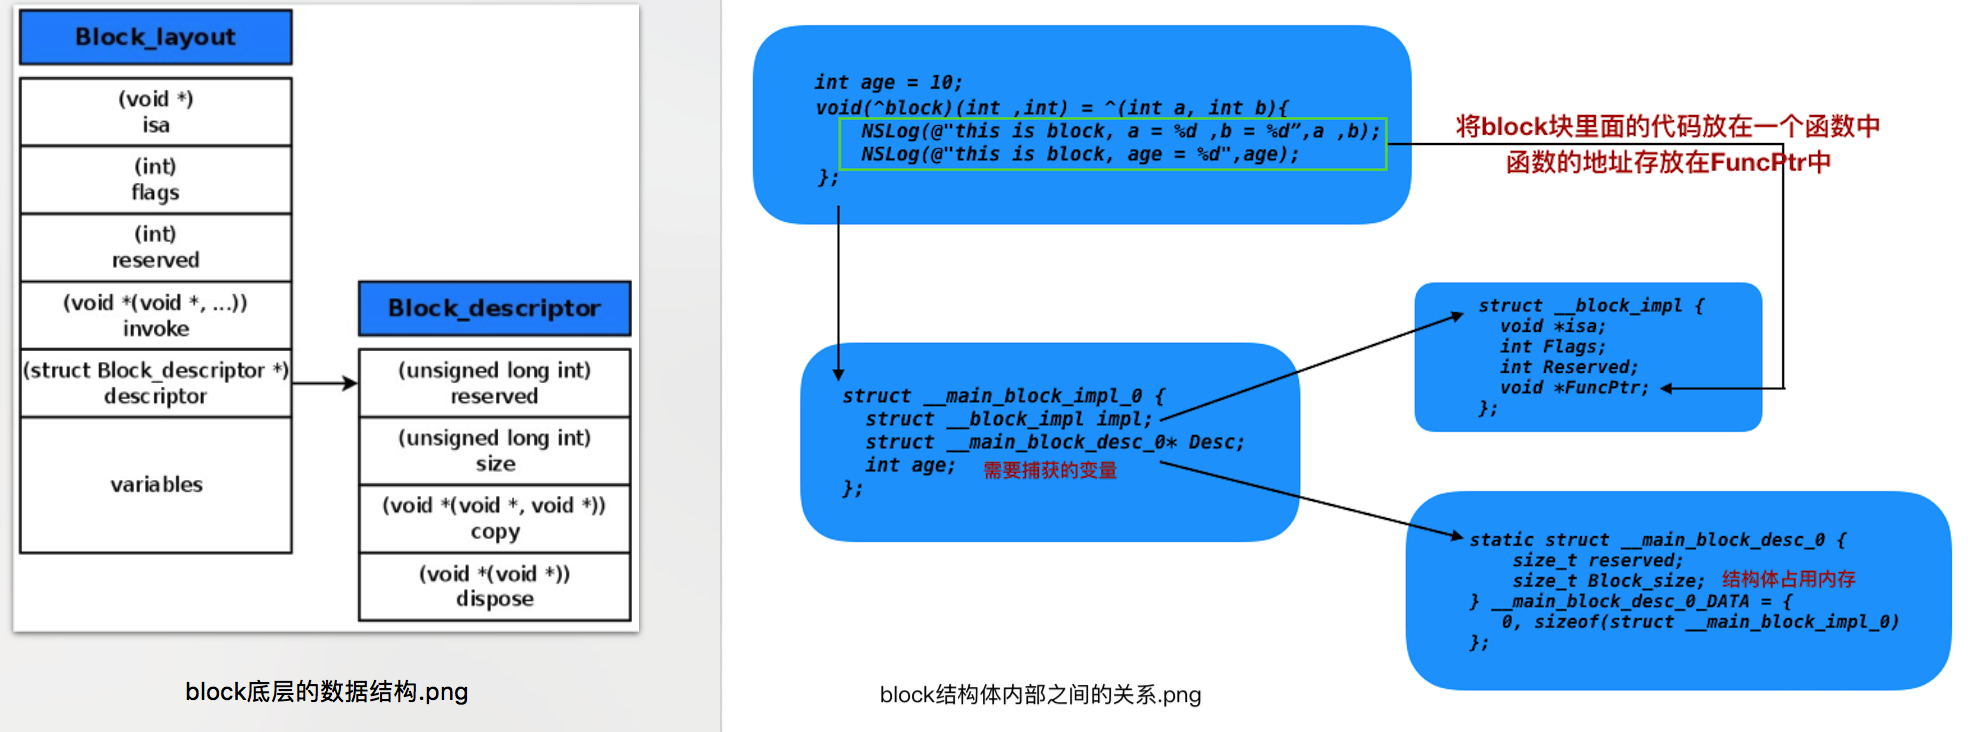 Block_layout
(void *)
isa
(int)
flags
(int)
reserved
(void *(void *, ...))
invoke
(struct Block_descriptor *)
descriptor
variables
Block_descriptor
(unsigned long int)
reserved
(unsigned long int)
size
(void *(void *, void *))
copy
(void *(void *))
dispose
block底层的数据结构.png
int age = 10;
void(^block)(int ,int) = ^(int a, int b){
NSLog(@"this is block, a = %d ,b = %d”,a ,b);
NSLog(@"this is block, age = %d",age);
};
将block块里面的代码放在一个函数中
函数的地址存放在FuncPtr中
struct __block_impl {
void *isa;
int Flags;
int Reserved;
void *FuncPtr;
};
struct __main_block_impl_0 {
struct __block_impl impl;
struct __main_block_desc_0* Desc;
int age; 需要捕获的变量
};
static struct __main_block_desc_0 {
size_t reserved;
size_t Block_size; 结构体占用内存
} __main_block_desc_0_DATA = {
0, sizeof(struct __main_block_impl_0)
};
block结构体内部之间的关系.png